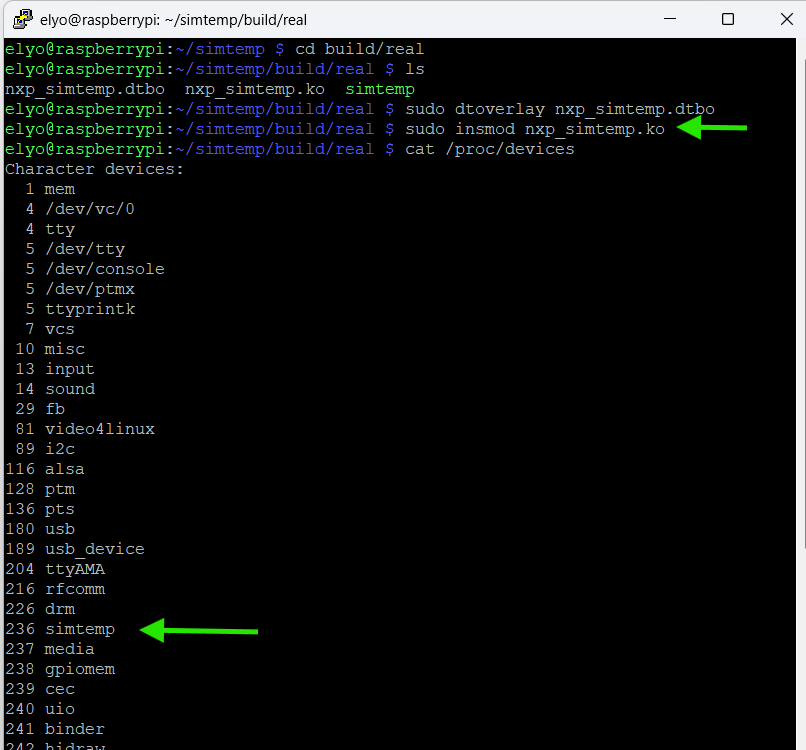 elyo@raspberrypi: ~/simtemp/build/real
elyo@raspberrypi:~/simtemp $ cd build/real
elyo@raspberrypi:~/simtemp/build/real $ ls
nxp_simtemp.dtbo  nxp_simtemp.ko  simtemp
elyo@raspberrypi:~/simtemp/build/real $ sudo dtoverlay nxp_simtemp.dtbo
elyo@raspberrypi:~/simtemp/build/real $ sudo insmod nxp_simtemp.ko
elyo@raspberrypi:~/simtemp/build/real $ cat /proc/devices
Character devices:
  1 mem
  4 /dev/vc/0
  4 tty
  5 /dev/tty
  5 /dev/console
  5 /dev/ptmx
  5 ttyprintk
  7 vcs
 10 misc
 13 input
 14 sound
 29 fb
 81 video4linux
 89 i2c
116 alsa
128 ptm
136 pts
180 usb
189 usb_device
204 ttyAMA
216 rfcomm
226 drm
236 simtemp
237 media
238 gpiomem
239 cec
240 uio
241 binder
242 hidraw